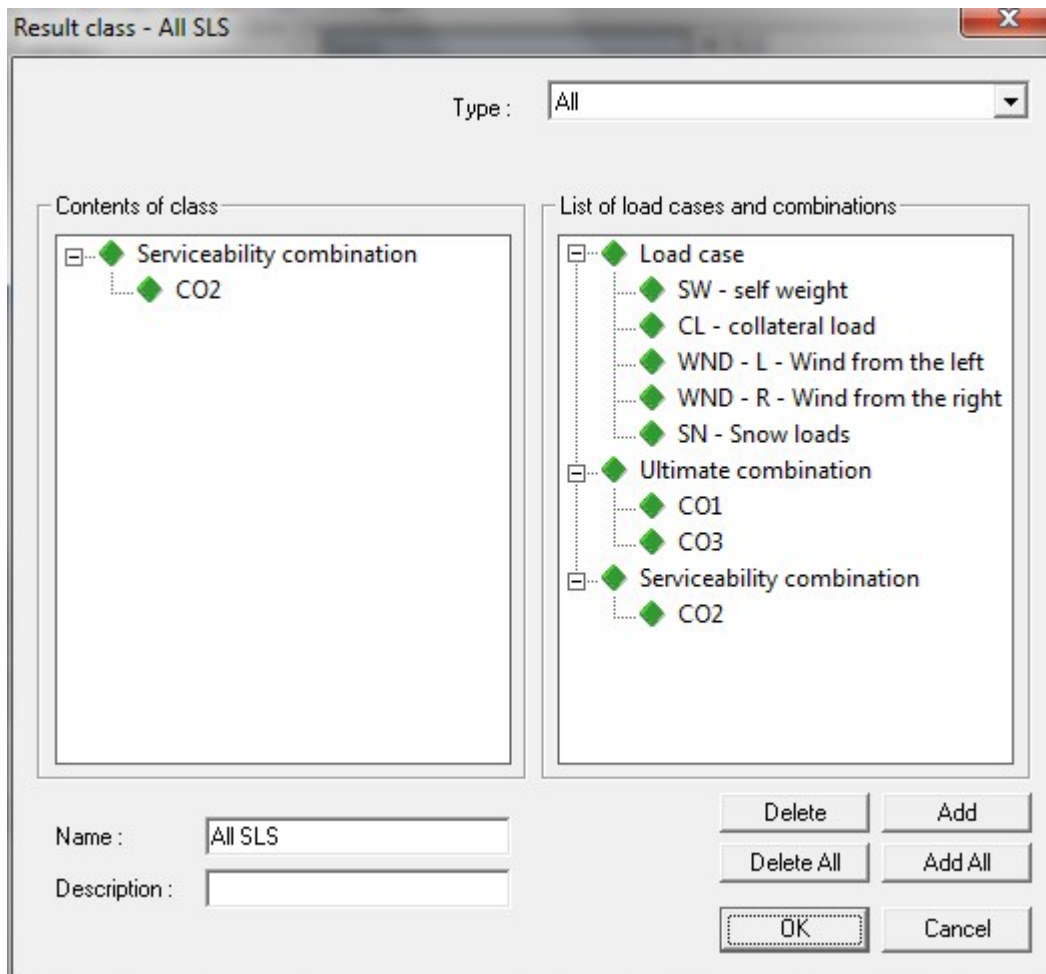 Result class - All SLS
Type :
All
Contents of class
Serviceability combination
CO2
List of load cases and combinations
Load case
SW - self weight
CL - collateral load
WND - L - Wind from the left
WND - R - Wind from the right
SN - Snow loads
Ultimate combination
CO1
CO3
Serviceability combination
CO2
Name :
All SLS
Description :
Delete
Add
Delete All
Add All
OK
Cancel